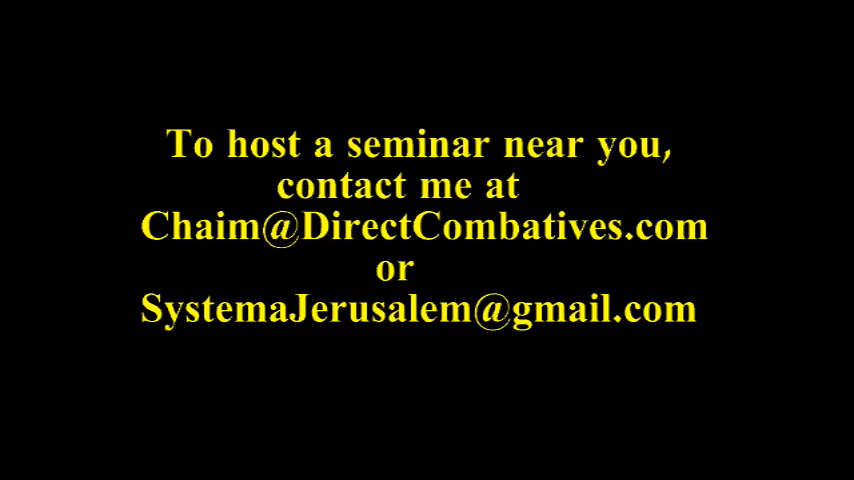 To host a seminar near you,
contact me at
Chaim@DirectCombatives.com
or
SystemaJerusalem@gmail.com